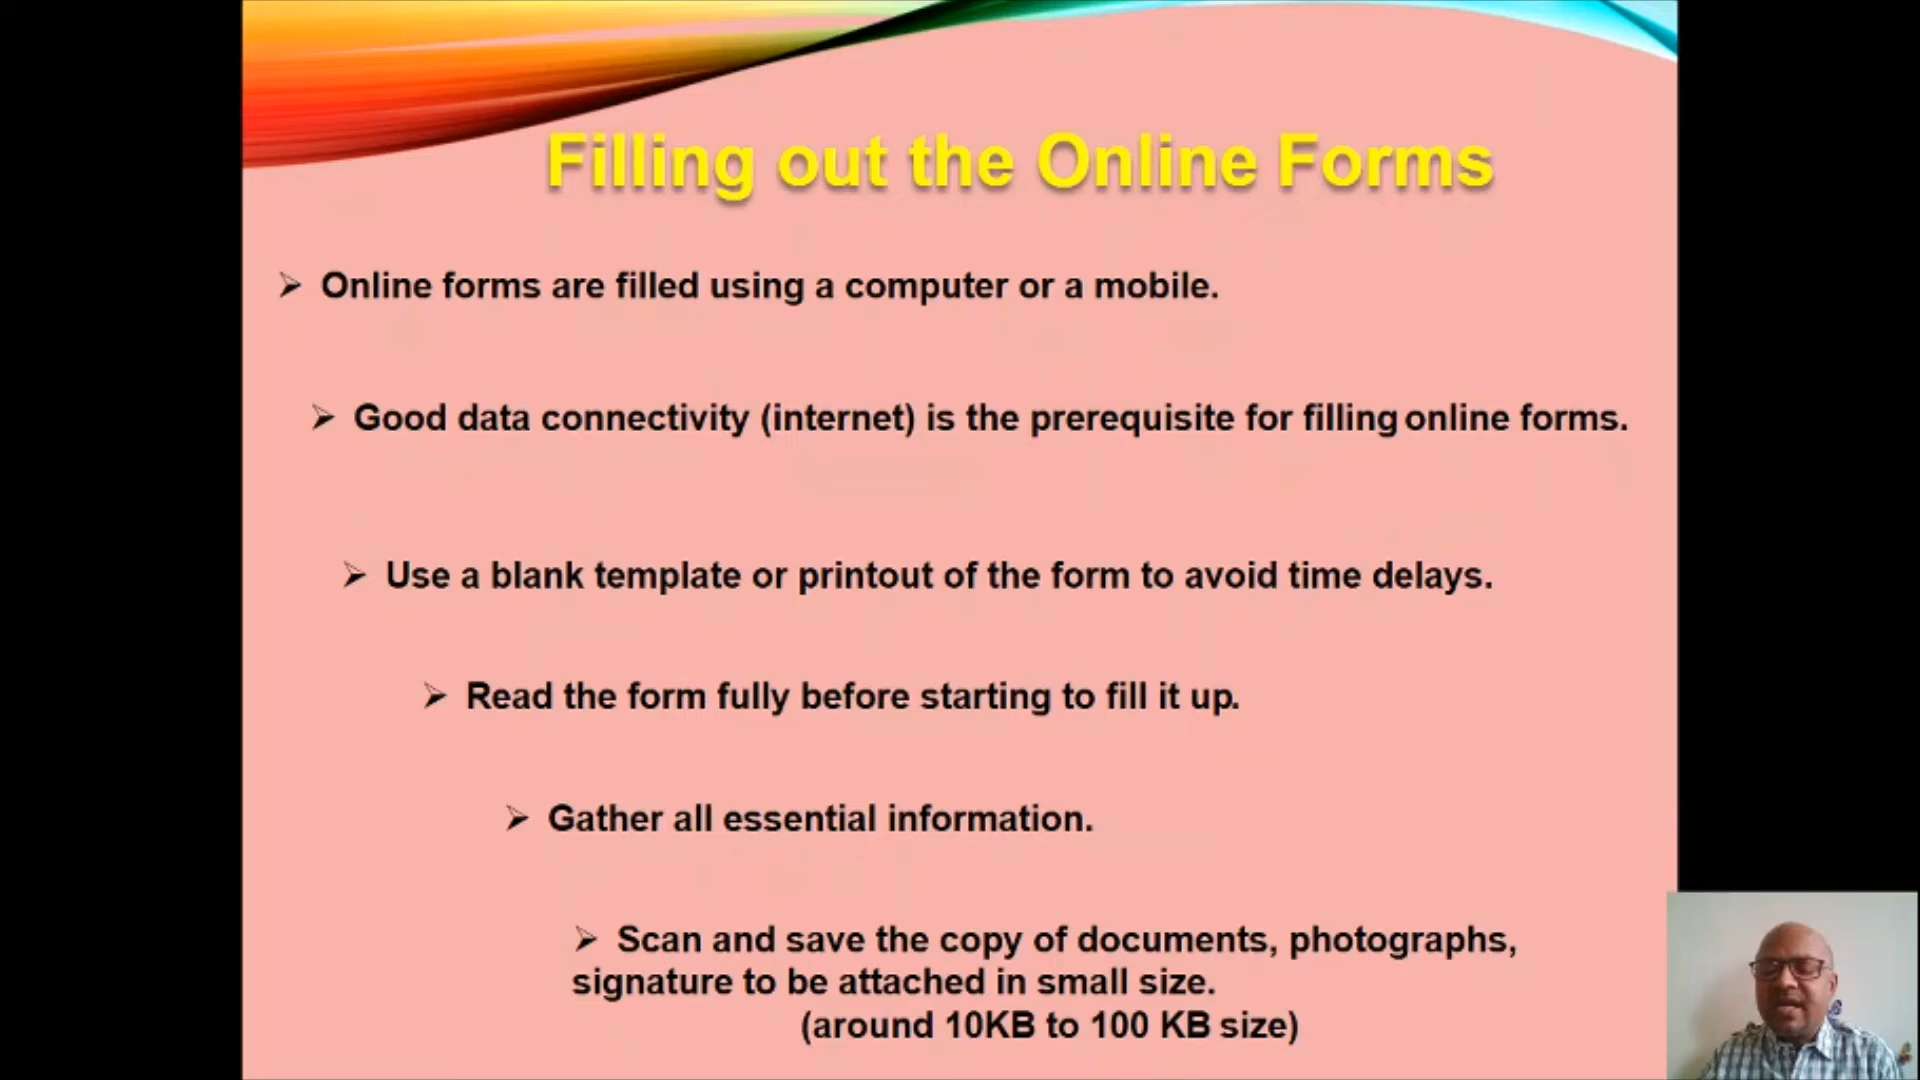 Filling out the Online Forms
➢ Online forms are filled using a computer or a mobile.
➢ Good data connectivity (internet) is the prerequisite for filling online forms.
➢ Use a blank template or printout of the form to avoid time delays.
➢ Read the form fully before starting to fill it up.
➢ Gather all essential information.
➢ Scan and save the copy of documents, photographs,
signature to be attached in small size.
(around 10KB to 100 KB size)